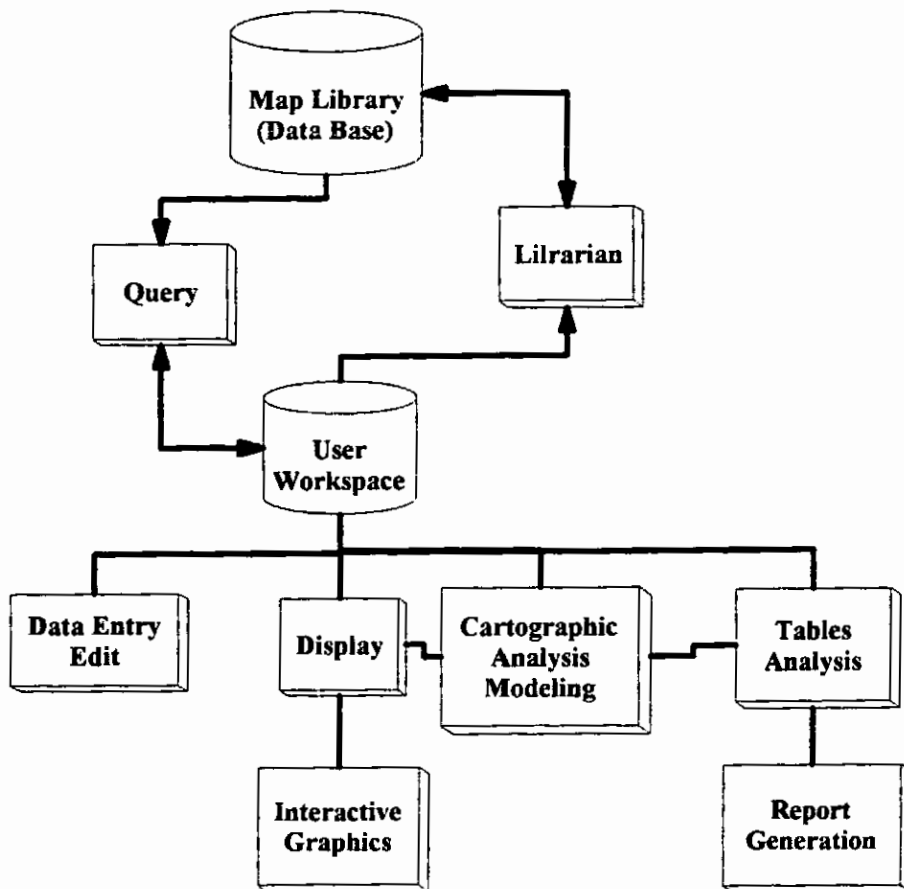 Map Library
(Data Base)
Lilrarian
Query
User
Workspace
Data Entry
Edit
Display
Cartographic
Analysis
Modeling
Tables
Analysis
Interactive
Graphics
Report
Generation